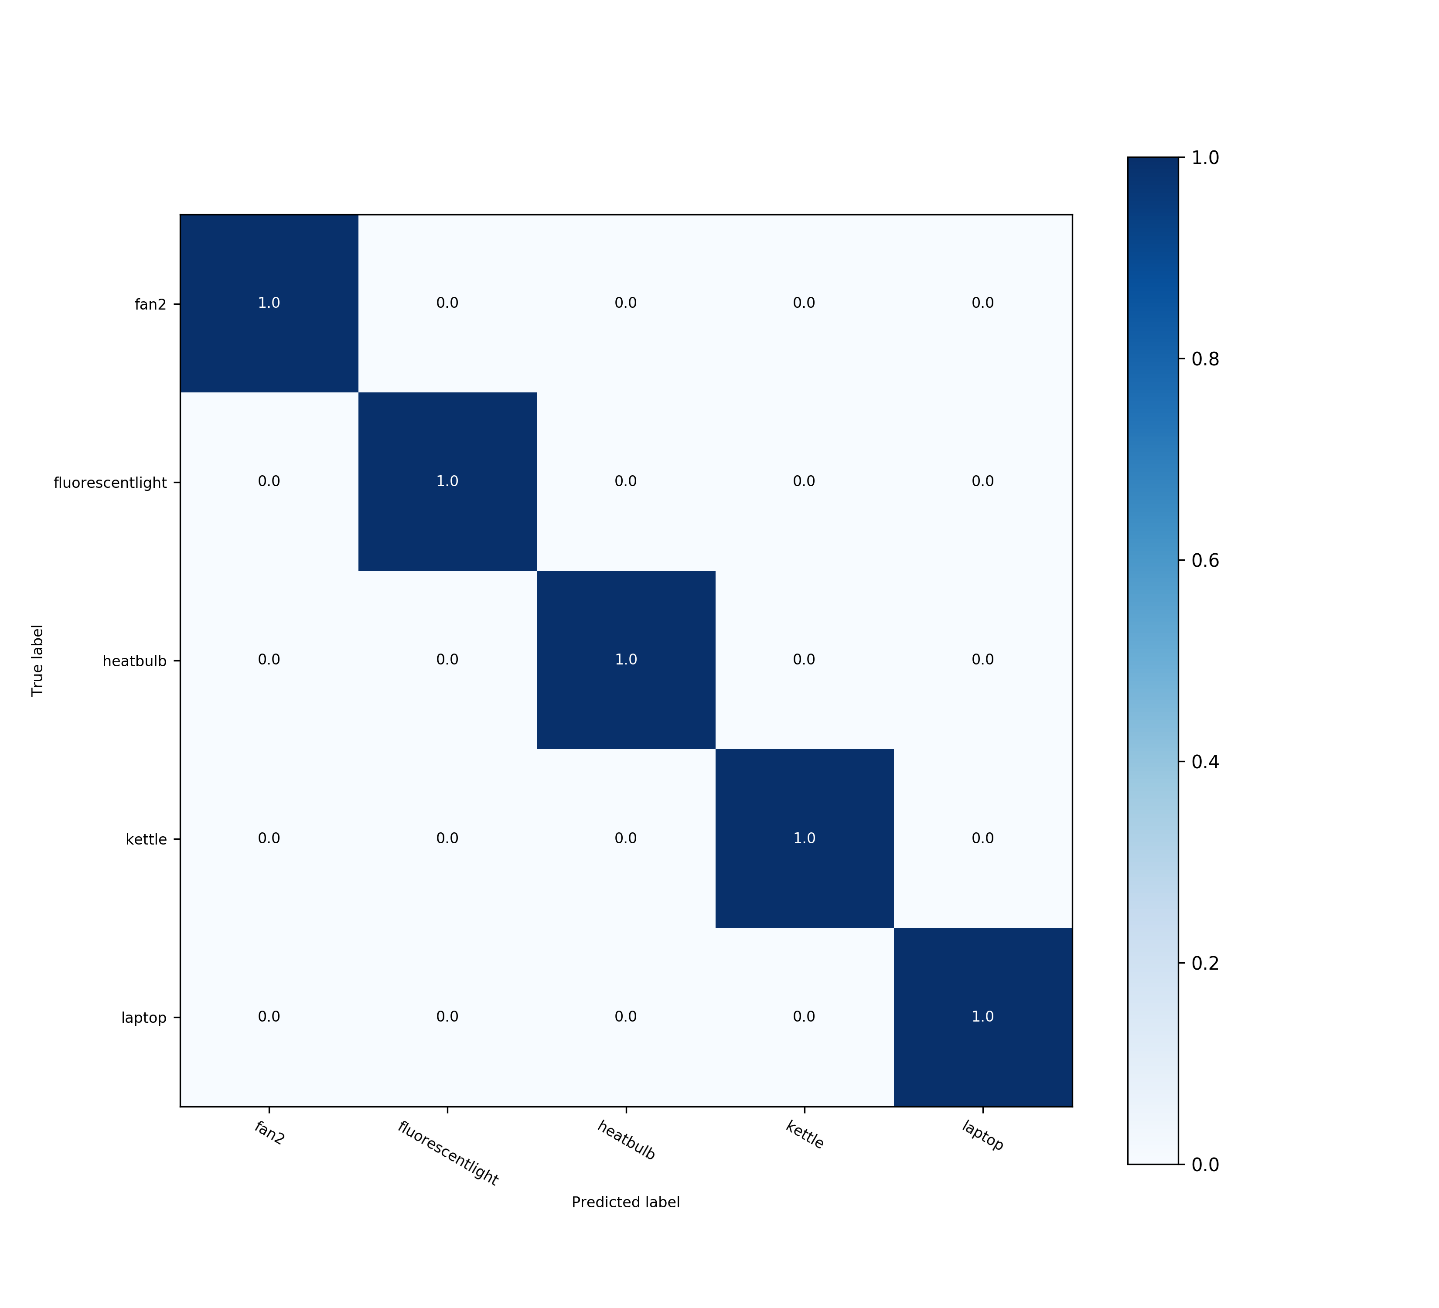 fan2 1.0 0.0 0.0 0.0 0.0
fluorescentlight 0.0 1.0 0.0 0.0 0.0
heatbulb 0.0 0.0 1.0 0.0 0.0
kettle 0.0 0.0 0.0 1.0 0.0
laptop 0.0 0.0 0.0 0.0 1.0
True label
fan2 fluorescentlight heatbulb kettle laptop
Predicted label
1.0
0.8
0.6
0.4
0.2
0.0